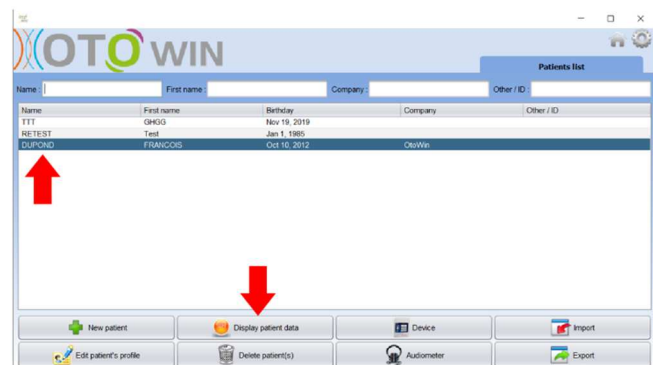 OTO WIN
Patients list
Name : First name : Company : Other / ID :
Name First name Birthday Company Other / ID
TTT GHGG Nov 19, 2019
RETEST Test Jan 1, 1985
DUPOND FRANCOIS Oct 10, 2012 OtoWin
New patient Display patient data Device Import
Edit patient's profile Delete patient(s) Audiometer Export